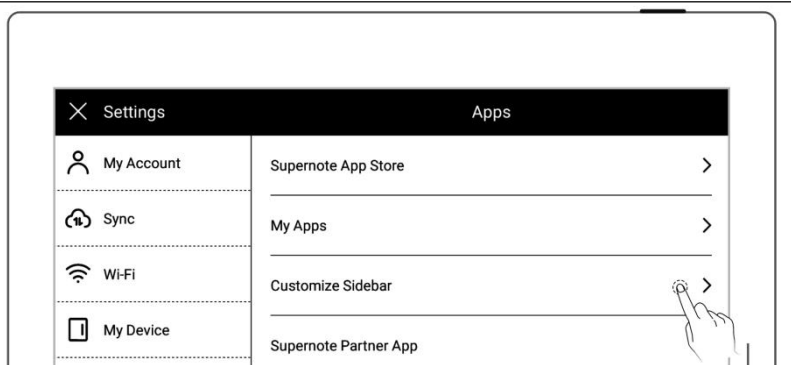 Settings
Apps
My Account
Sync
Wi-Fi
My Device
Supernote App Store
My Apps
Customize Sidebar
Supernote Partner App